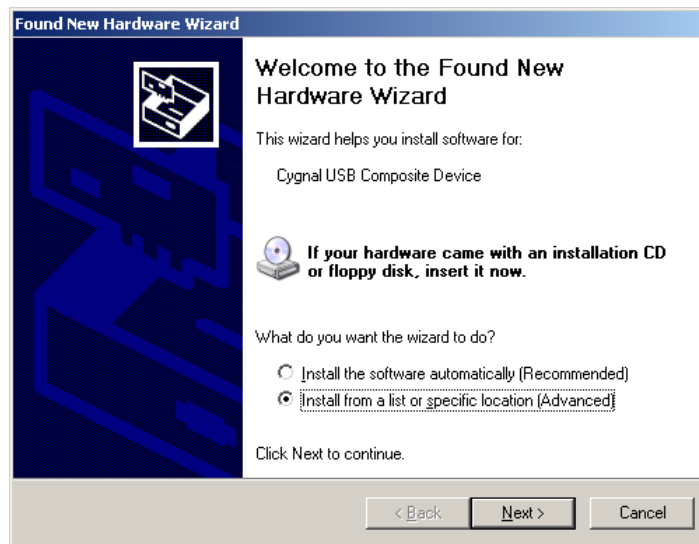 Found New Hardware Wizard
Welcome to the Found New
Hardware Wizard
This wizard helps you install software for:
Cygnal USB Composite Device
If your hardware came with an installation CD
or floppy disk, insert it now.
What do you want the wizard to do?
Install the software automatically (Recommended)
Install from a list or specific location (Advanced)
Click Next to continue.
< Back
Next >
Cancel